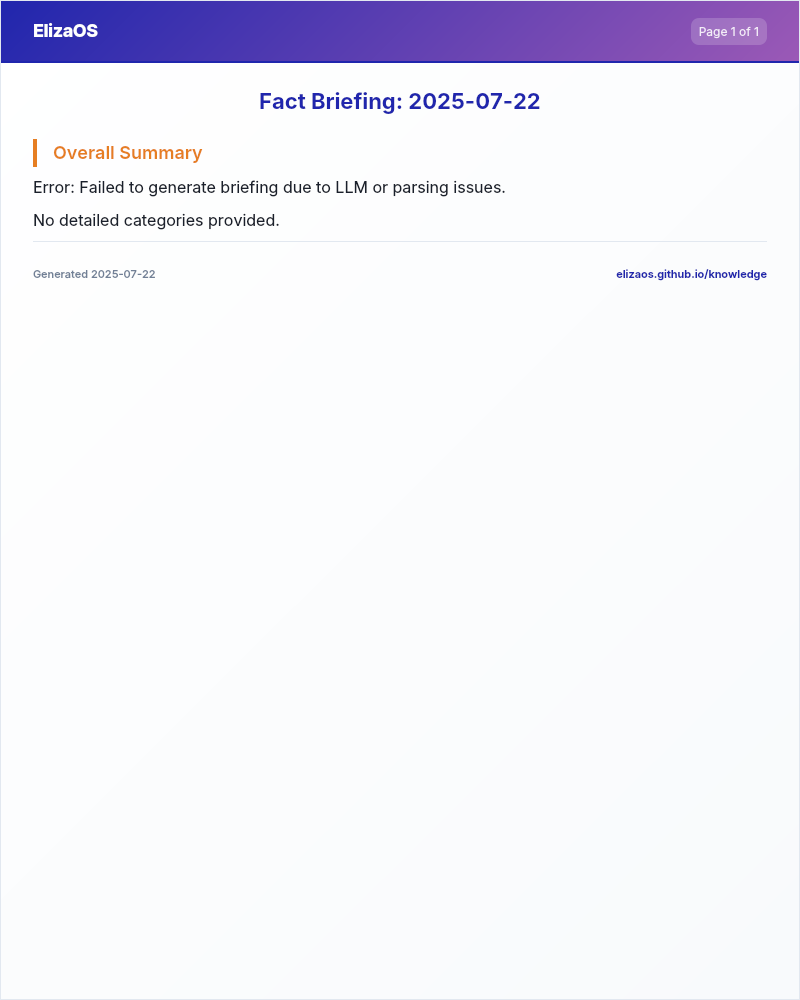 ElizaOS
Page 1 of 1
Fact Briefing: 2025-07-22
Overall Summary
Error: Failed to generate briefing due to LLM or parsing issues.
No detailed categories provided.
Generated 2025-07-22
elizaos.github.io/knowledge